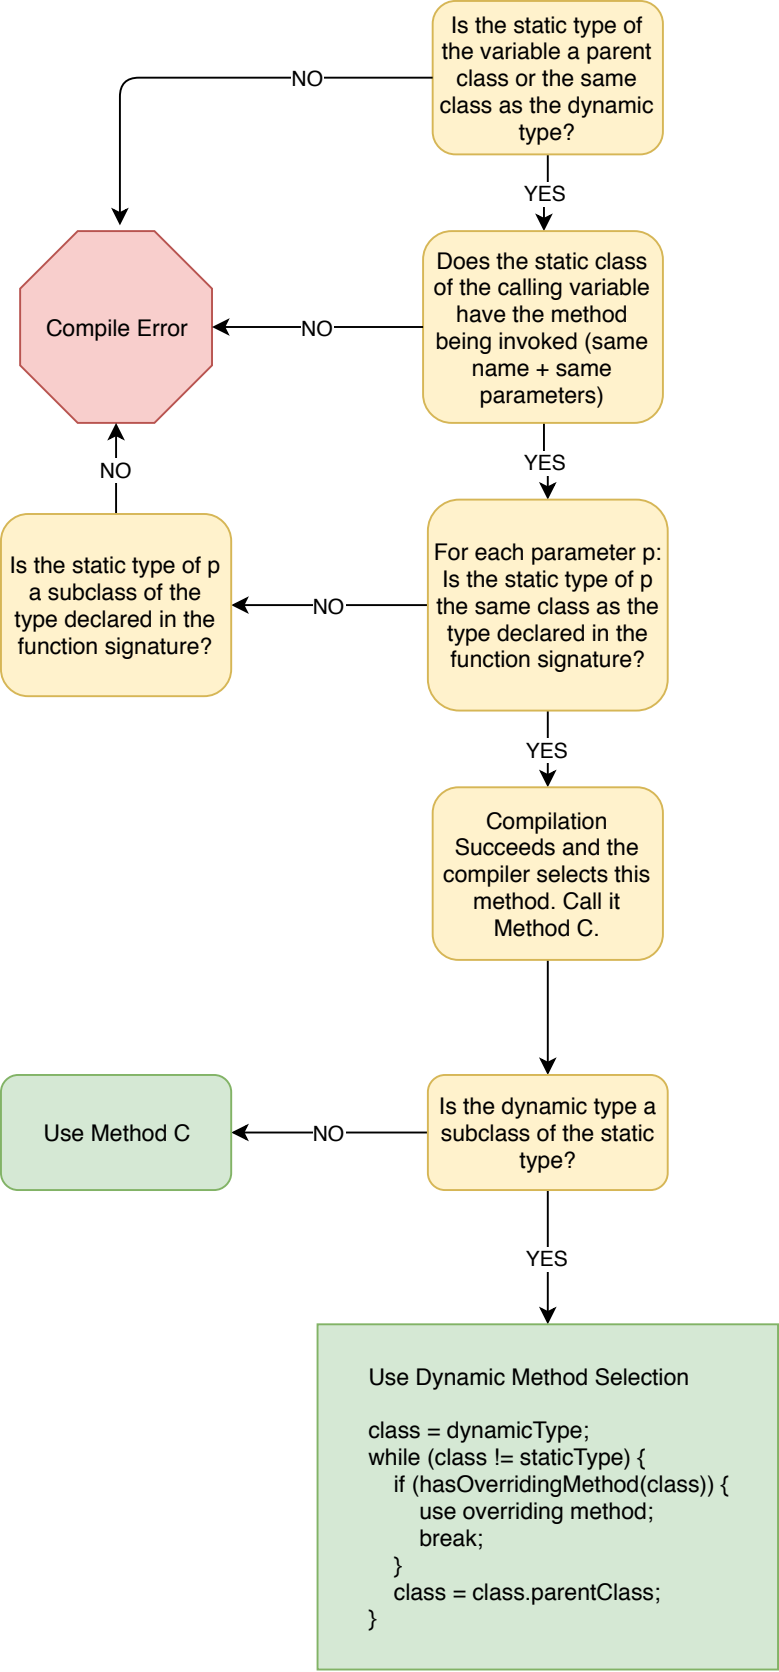 Is the static type of
the variable a parent
class or the same
class as the dynamic
type?
NO
YES
Does the static class
of the calling variable
have the method
being invoked (same
name + same
parameters)
NO
Compile Error
YES
NO
For each parameter p:
Is the static type of p
the same class as the
type declared in the
function signature?
NO
Is the static type of p
a subclass of the
type declared in the
function signature?
YES
Compilation
Succeeds and the
compiler selects this
method. Call it
Method C.
Is the dynamic type a
subclass of the static
type?
NO
Use Method C
YES
Use Dynamic Method Selection
class = dynamicType;
while (class != staticType) {
if (hasOverridingMethod(class)) {
use overriding method;
break;
}
class = class.parentClass;
}